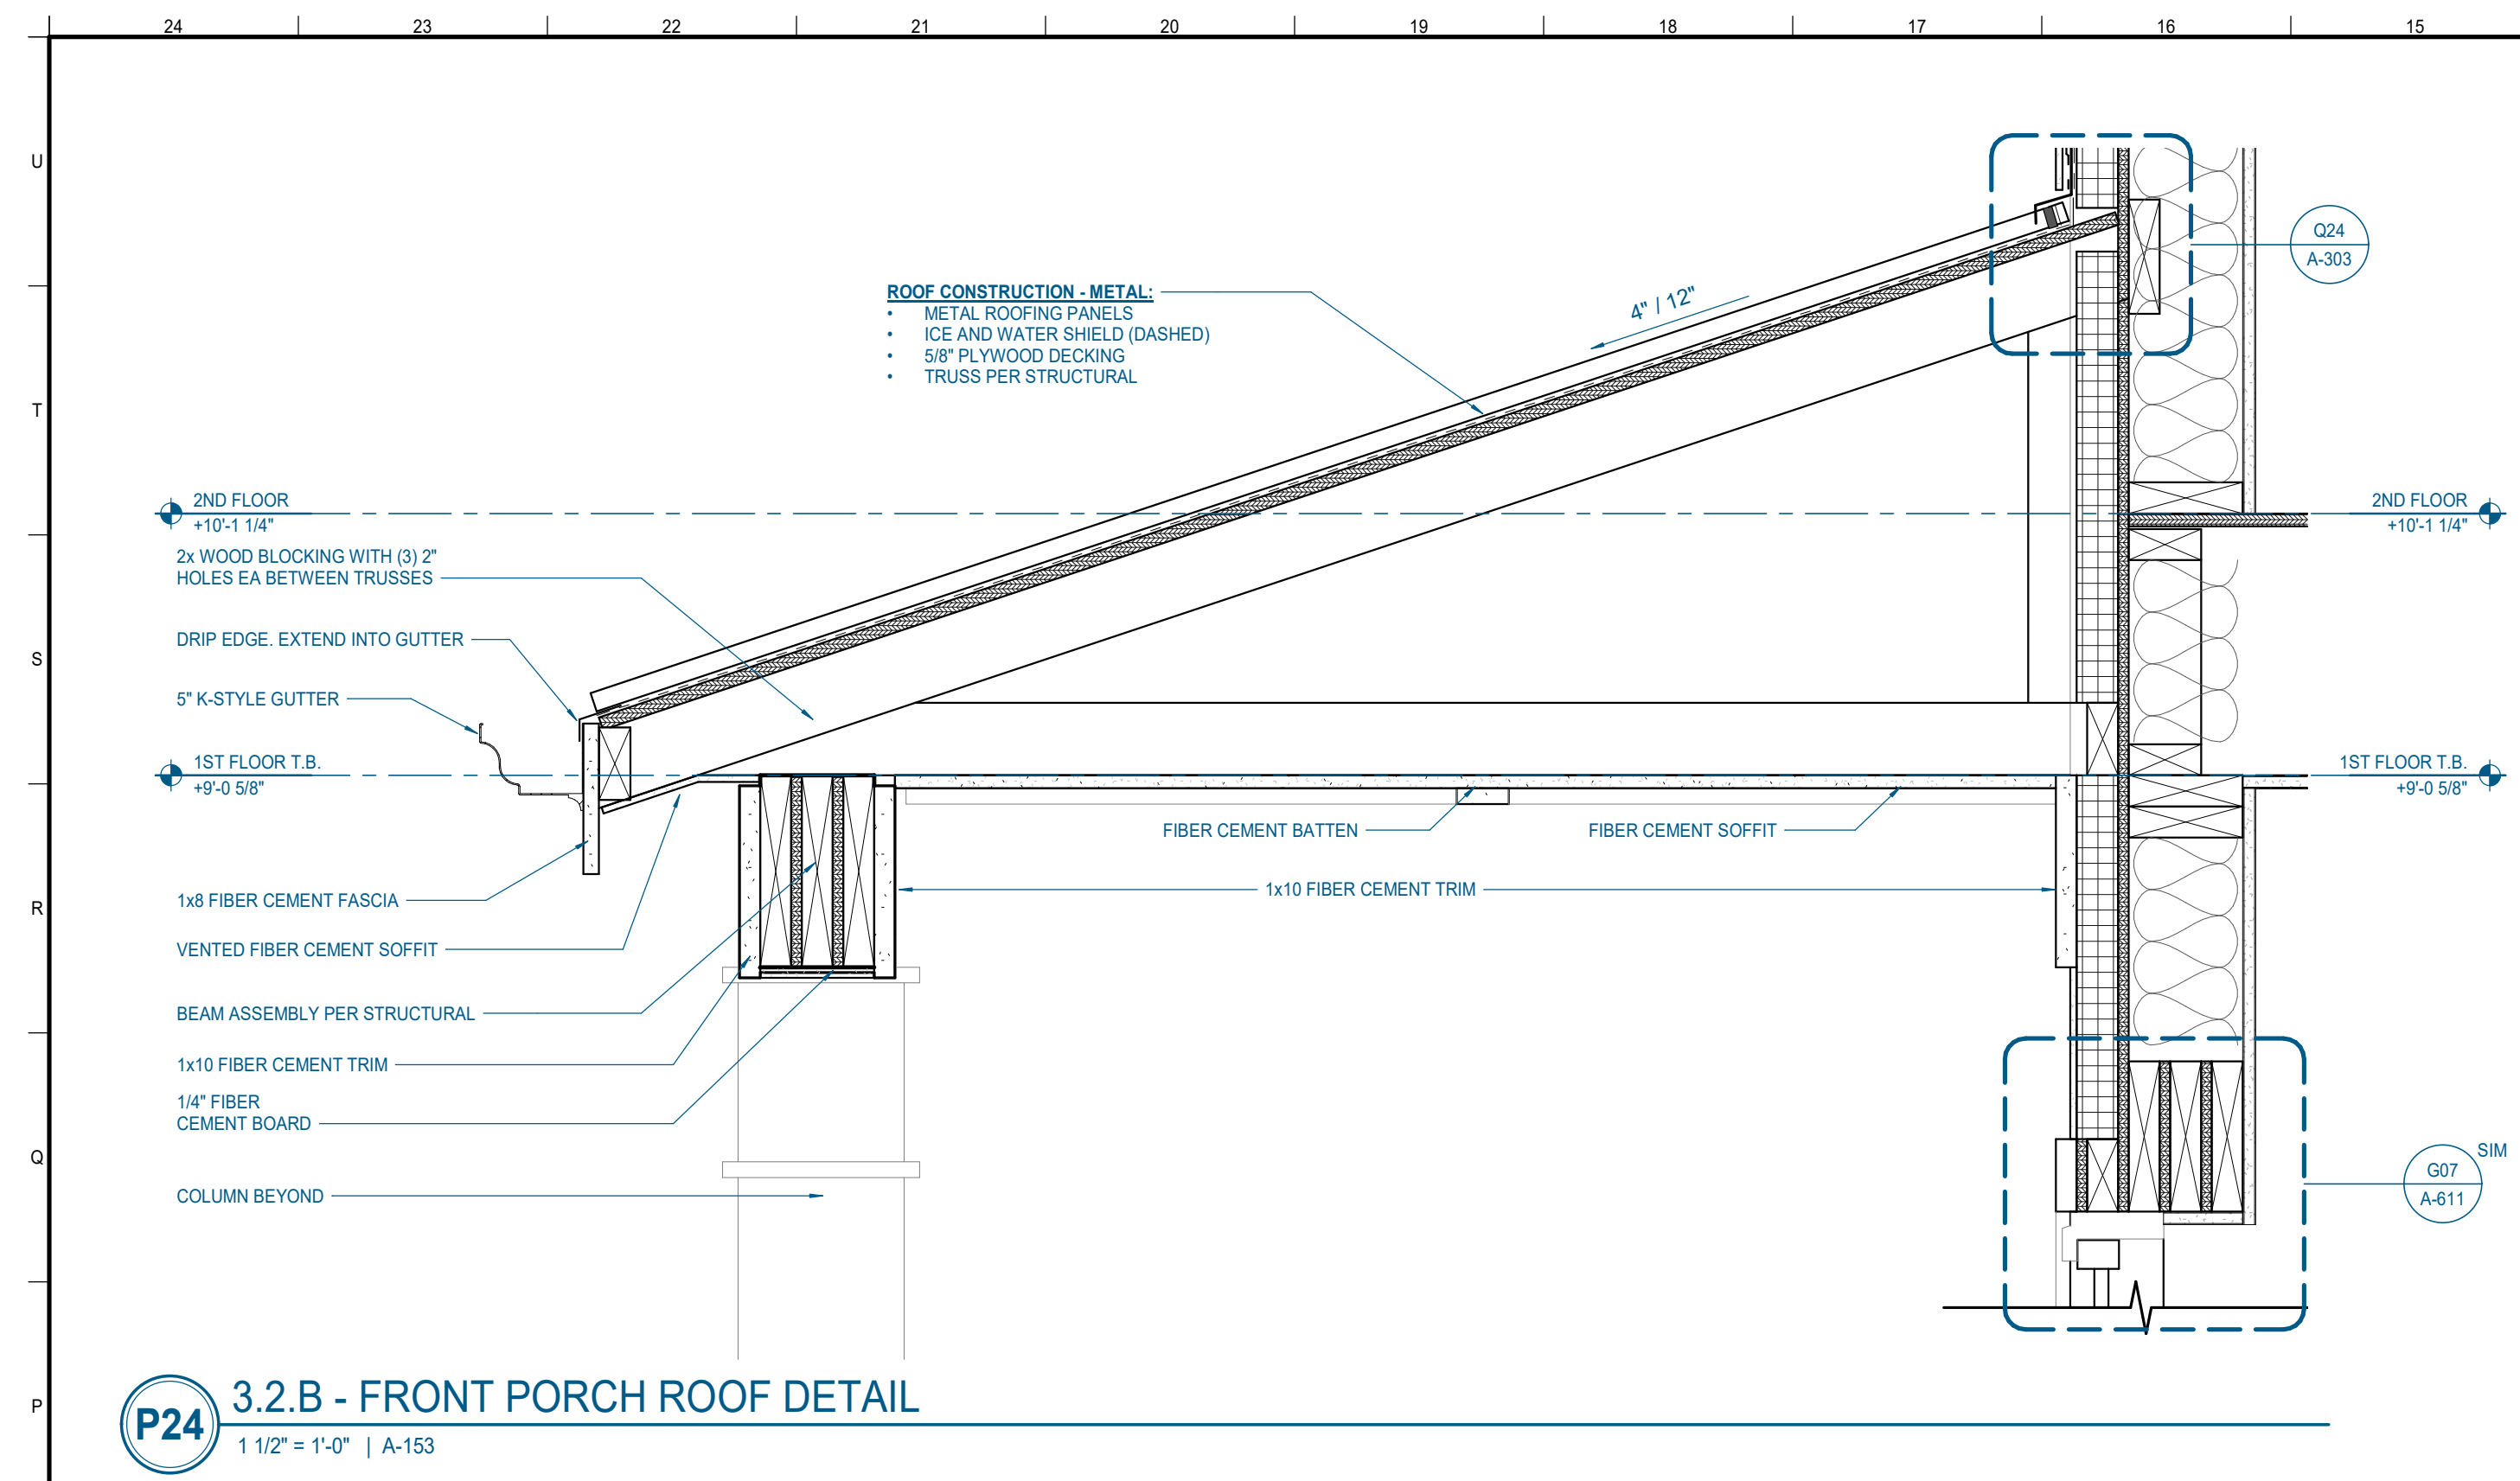 24 23 22 21 20 19 18 17 16 15
U
T
S
R
Q
P
Q24
A-303
ROOF CONSTRUCTION - METAL:
• METAL ROOFING PANELS
• ICE AND WATER SHIELD (DASHED)
• 5/8" PLYWOOD DECKING
• TRUSS PER STRUCTURAL
4" / 12"
2ND FLOOR
+10'-1 1/4"
2ND FLOOR
+10'-1 1/4"
2x WOOD BLOCKING WITH (3) 2"
HOLES EA BETWEEN TRUSSES
DRIP EDGE. EXTEND INTO GUTTER
5" K-STYLE GUTTER
1ST FLOOR T.B.
+9'-0 5/8"
1ST FLOOR T.B.
+9'-0 5/8"
FIBER CEMENT BATTEN
FIBER CEMENT SOFFIT
1x10 FIBER CEMENT TRIM
1x8 FIBER CEMENT FASCIA
VENTED FIBER CEMENT SOFFIT
BEAM ASSEMBLY PER STRUCTURAL
1x10 FIBER CEMENT TRIM
1/4" FIBER
CEMENT BOARD
COLUMN BEYOND
SIM
G07
A-611
P24
3.2.B - FRONT PORCH ROOF DETAIL
1 1/2" = 1'-0" | A-153